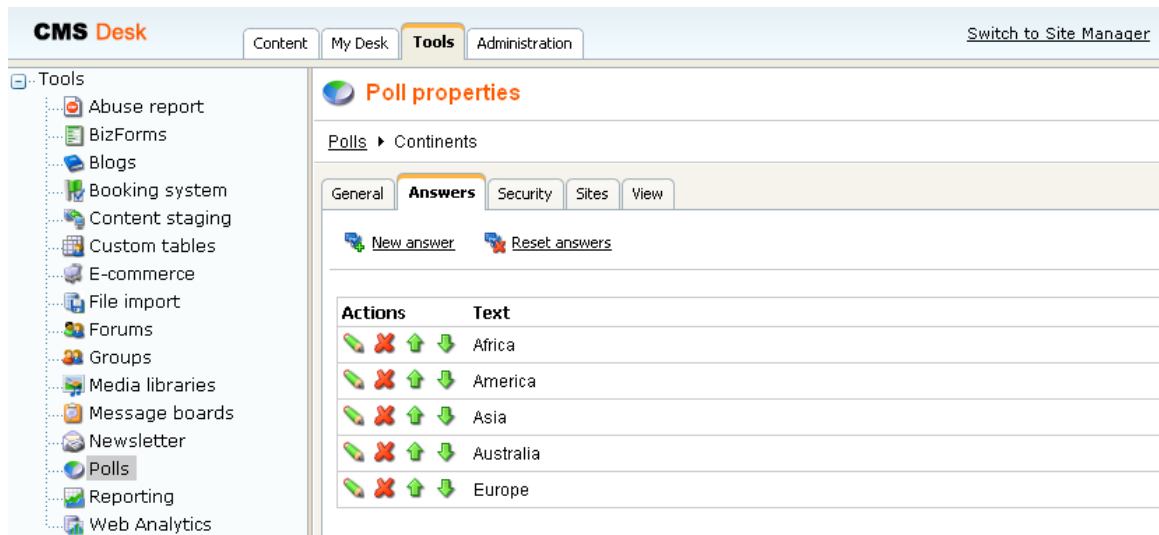 CMS Desk
Content My Desk Tools Administration
Switch to Site Manager
Tools
Abuse report
BizForms
Blogs
Booking system
Content staging
Custom tables
E-commerce
File import
Forums
Groups
Media libraries
Message boards
Newsletter
Polls
Reporting
Web Analytics
Poll properties
Polls Continents
General Answers Security Sites View
New answer Reset answers
Actions Text
Africa
America
Asia
Australia
Europe